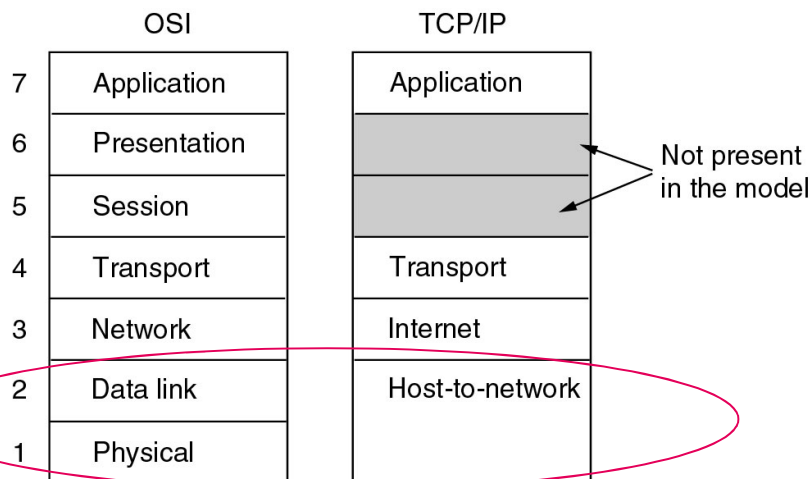 OSI TCP/IP
7 Application Application
6 Presentation
Not present
in the model
5 Session
4 Transport Transport
3 Network Internet
2 Data link Host-to-network
1 Physical